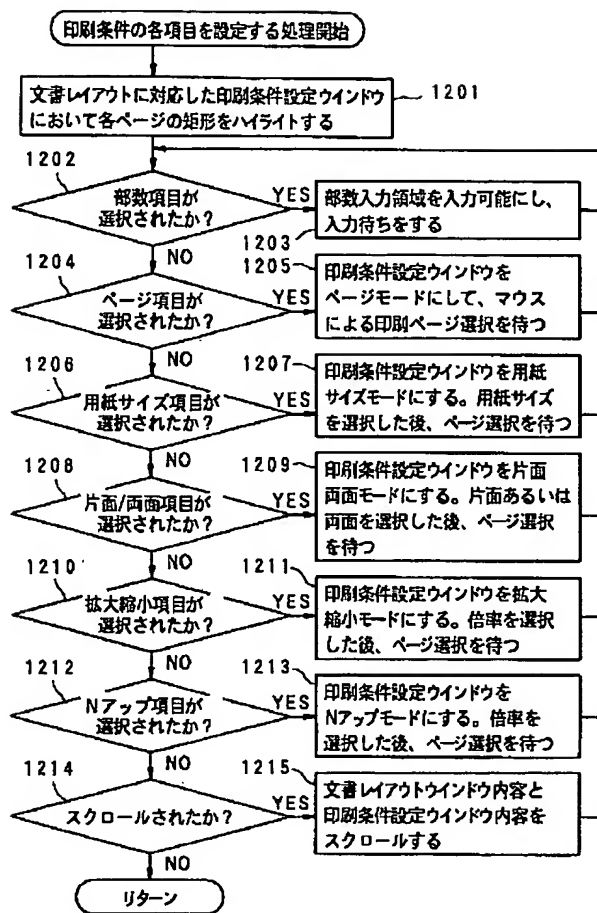 印刷条件の各項目を設定する処理開始
文書レイアウトに対応した印刷条件設定ウインドウ
において各ページの矩形をハイライトする
1201
1202
部数項目が
選択されたか?
YES
NO
部数入力領域を入力可能にし、
入力待ちをする
1203
1204
ページ項目が
選択されたか?
YES
NO
1205
印刷条件設定ウインドウを
ページモードにして、マウス
による印刷ページ選択を待つ
1206
用紙サイズ項目が
選択されたか?
YES
NO
1207
印刷条件設定ウインドウを用紙
サイズモードにする。用紙サイズ
を選択した後、ページ選択を待つ
1208
片面/両面項目が
選択されたか?
YES
NO
1209
印刷条件設定ウインドウを片面
両面モードにする。片面あるいは
両面を選択した後、ページ選択
を待つ
1210
拡大縮小項目が
選択されたか?
YES
NO
1211
印刷条件設定ウインドウを拡大
縮小モードにする。倍率を選択
した後、ページ選択を待つ
1212
Nアップ項目が
選択されたか?
YES
NO
1213
印刷条件設定ウインドウを
Nアップモードにする。倍率を
選択した後、ページ選択を待つ
1214
スクロールされたか?
YES
NO
1215
文書レイアウトウインドウ内容と
印刷条件設定ウインドウ内容を
スクロールする
リターン